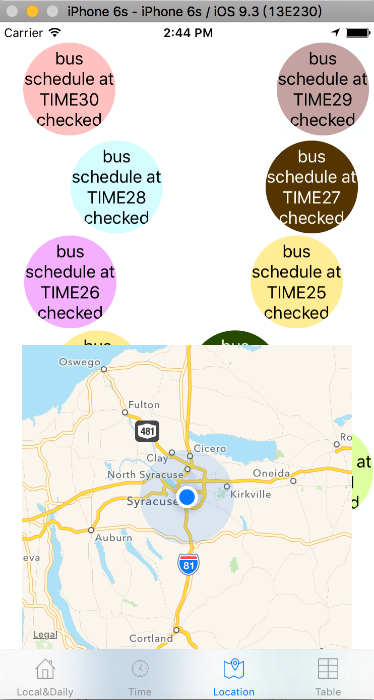 iPhone 6s - iPhone 6s / iOS 9.3 (13E230)
Carrier 2:44 PM
bus
schedule at
TIME30
checked
bus
schedule at
TIME29
checked
bus
schedule at
TIME28
checked
bus
schedule at
TIME27
checked
bus
schedule at
TIME26
checked
bus
schedule at
TIME25
checked
bus
bus
at
Oswego
Fulton
481
Clay
Cicero
North Syracuse
Oneida
Syracuse
Kirkville
Auburn
81
Cortland
Legal
Local&Daily
Time
Location
Table